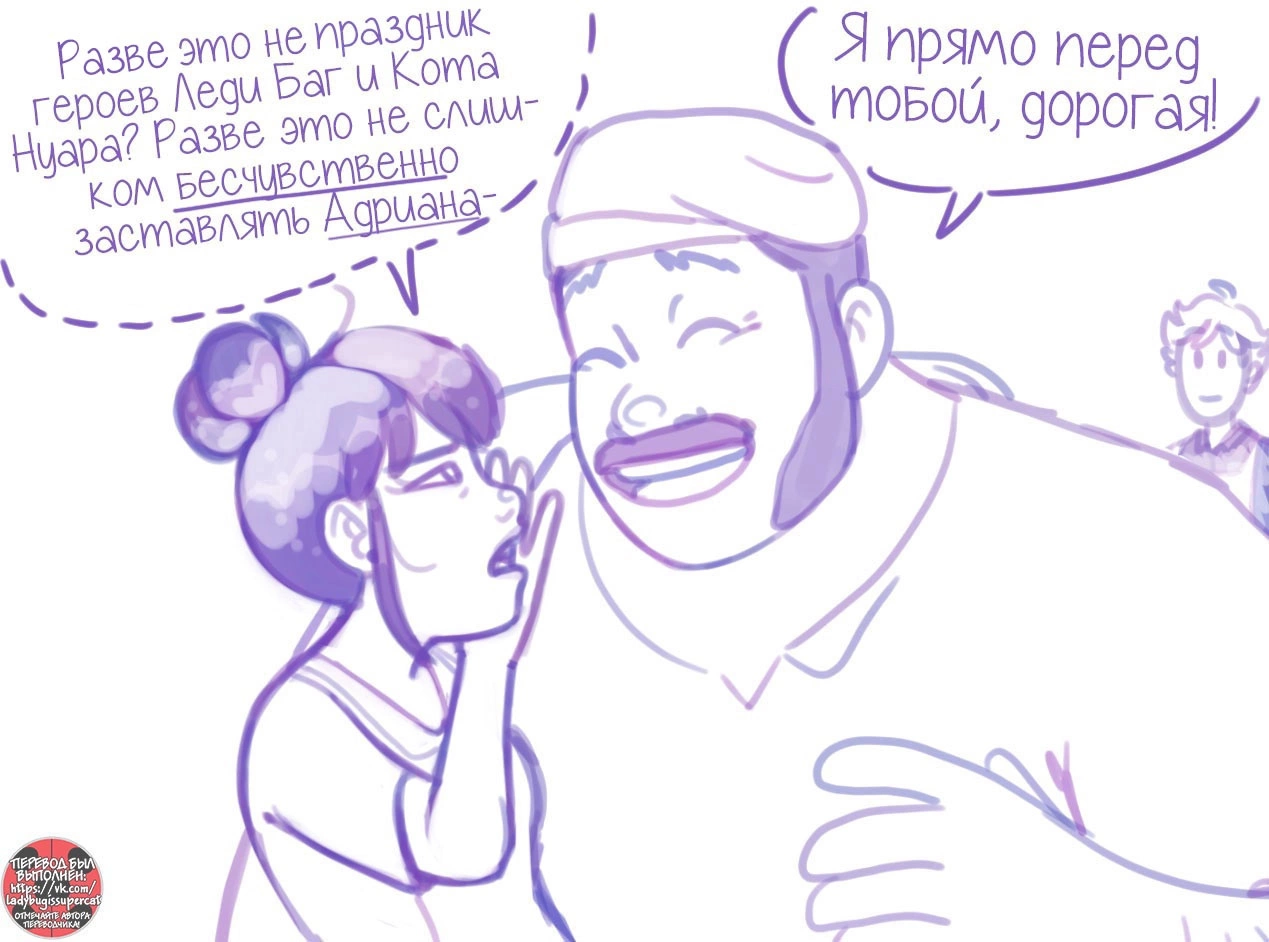 Разве это не праздник
героев Леди Баг и Кота
Нуара? Разве это не слиш-
ком бесчувственно
заставлять Адриана-
Я прямо перед
тобой, дорогая!
ПЕРЕВОД БЫЛ
ВЫПОЛНЕН:
https://vk.com/
ladybugissupercat
ОТМЕЧАЙТЕ АВТОРА
ПЕРЕВОДЧИКА!